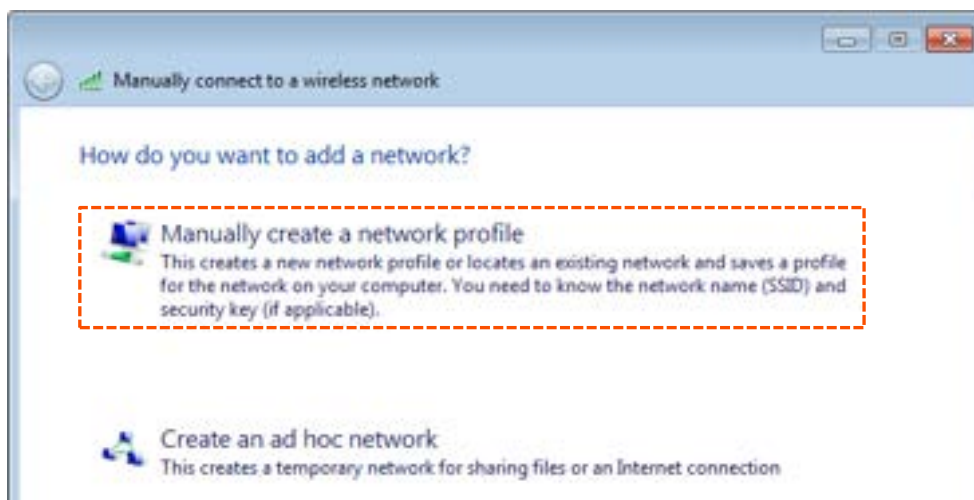 Manually connect to a wireless network
How do you want to add a network?
Manually create a network profile
This creates a new network profile or locates an existing network and saves a profile
for the network on your computer. You need to know the network name (SSID) and
security key (if applicable).
Create an ad hoc network
This creates a temporary network for sharing files or an Internet connection